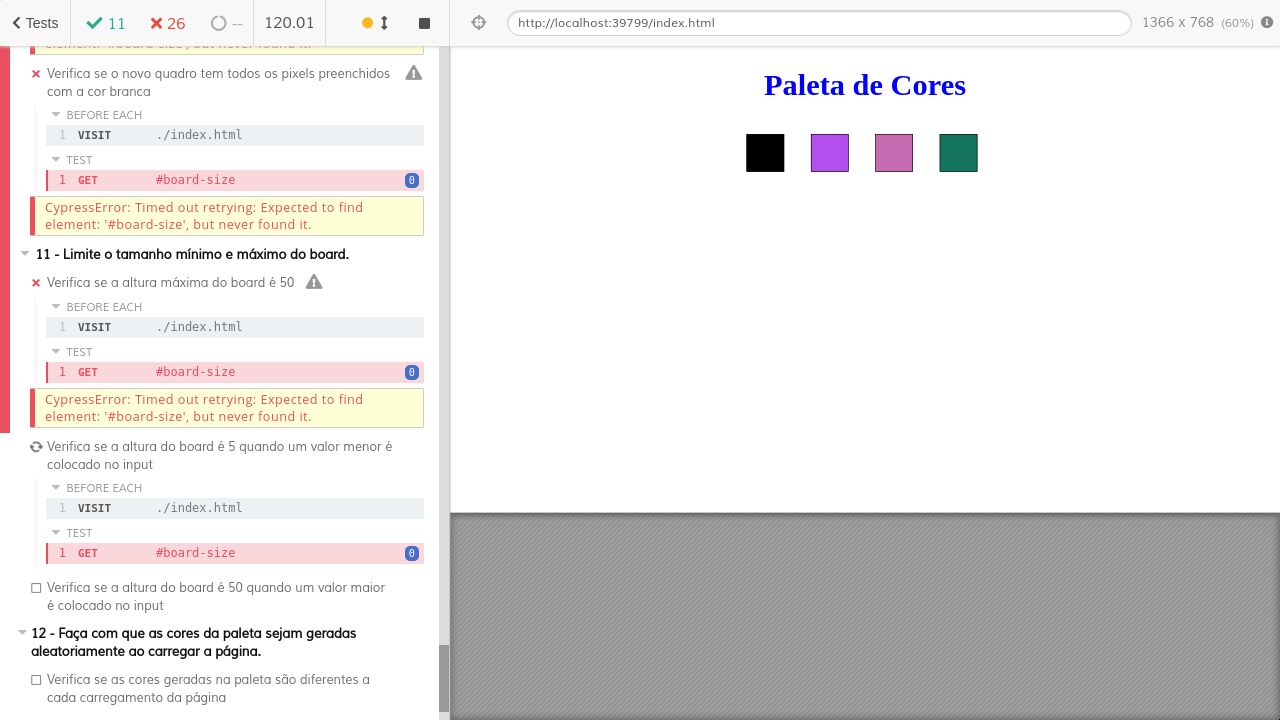 Tests
11
26
--
120.01
http://localhost:39799/index.html
1366 x 768 (60%)
element: '#board-size', but never found it.
Verifica se o novo quadro tem todos os pixels preenchidos
com a cor branca
BEFORE EACH
1 VISIT ./index.html
TEST
1 GET #board-size 0
CypressError: Timed out retrying: Expected to find
element: '#board-size', but never found it.
11 - Limite o tamanho mínimo e máximo do board.
Verifica se a altura máxima do board é 50
BEFORE EACH
1 VISIT ./index.html
TEST
1 GET #board-size 0
CypressError: Timed out retrying: Expected to find
element: '#board-size', but never found it.
Verifica se a altura do board é 5 quando um valor menor é
colocado no input
BEFORE EACH
1 VISIT ./index.html
TEST
1 GET #board-size 0
Verifica se a altura do board é 50 quando um valor maior
é colocado no input
12 - Faça com que as cores da paleta sejam geradas
aleatoriamente ao carregar a página.
Verifica se as cores geradas na paleta são diferentes a
cada carregamento da página
Paleta de Cores